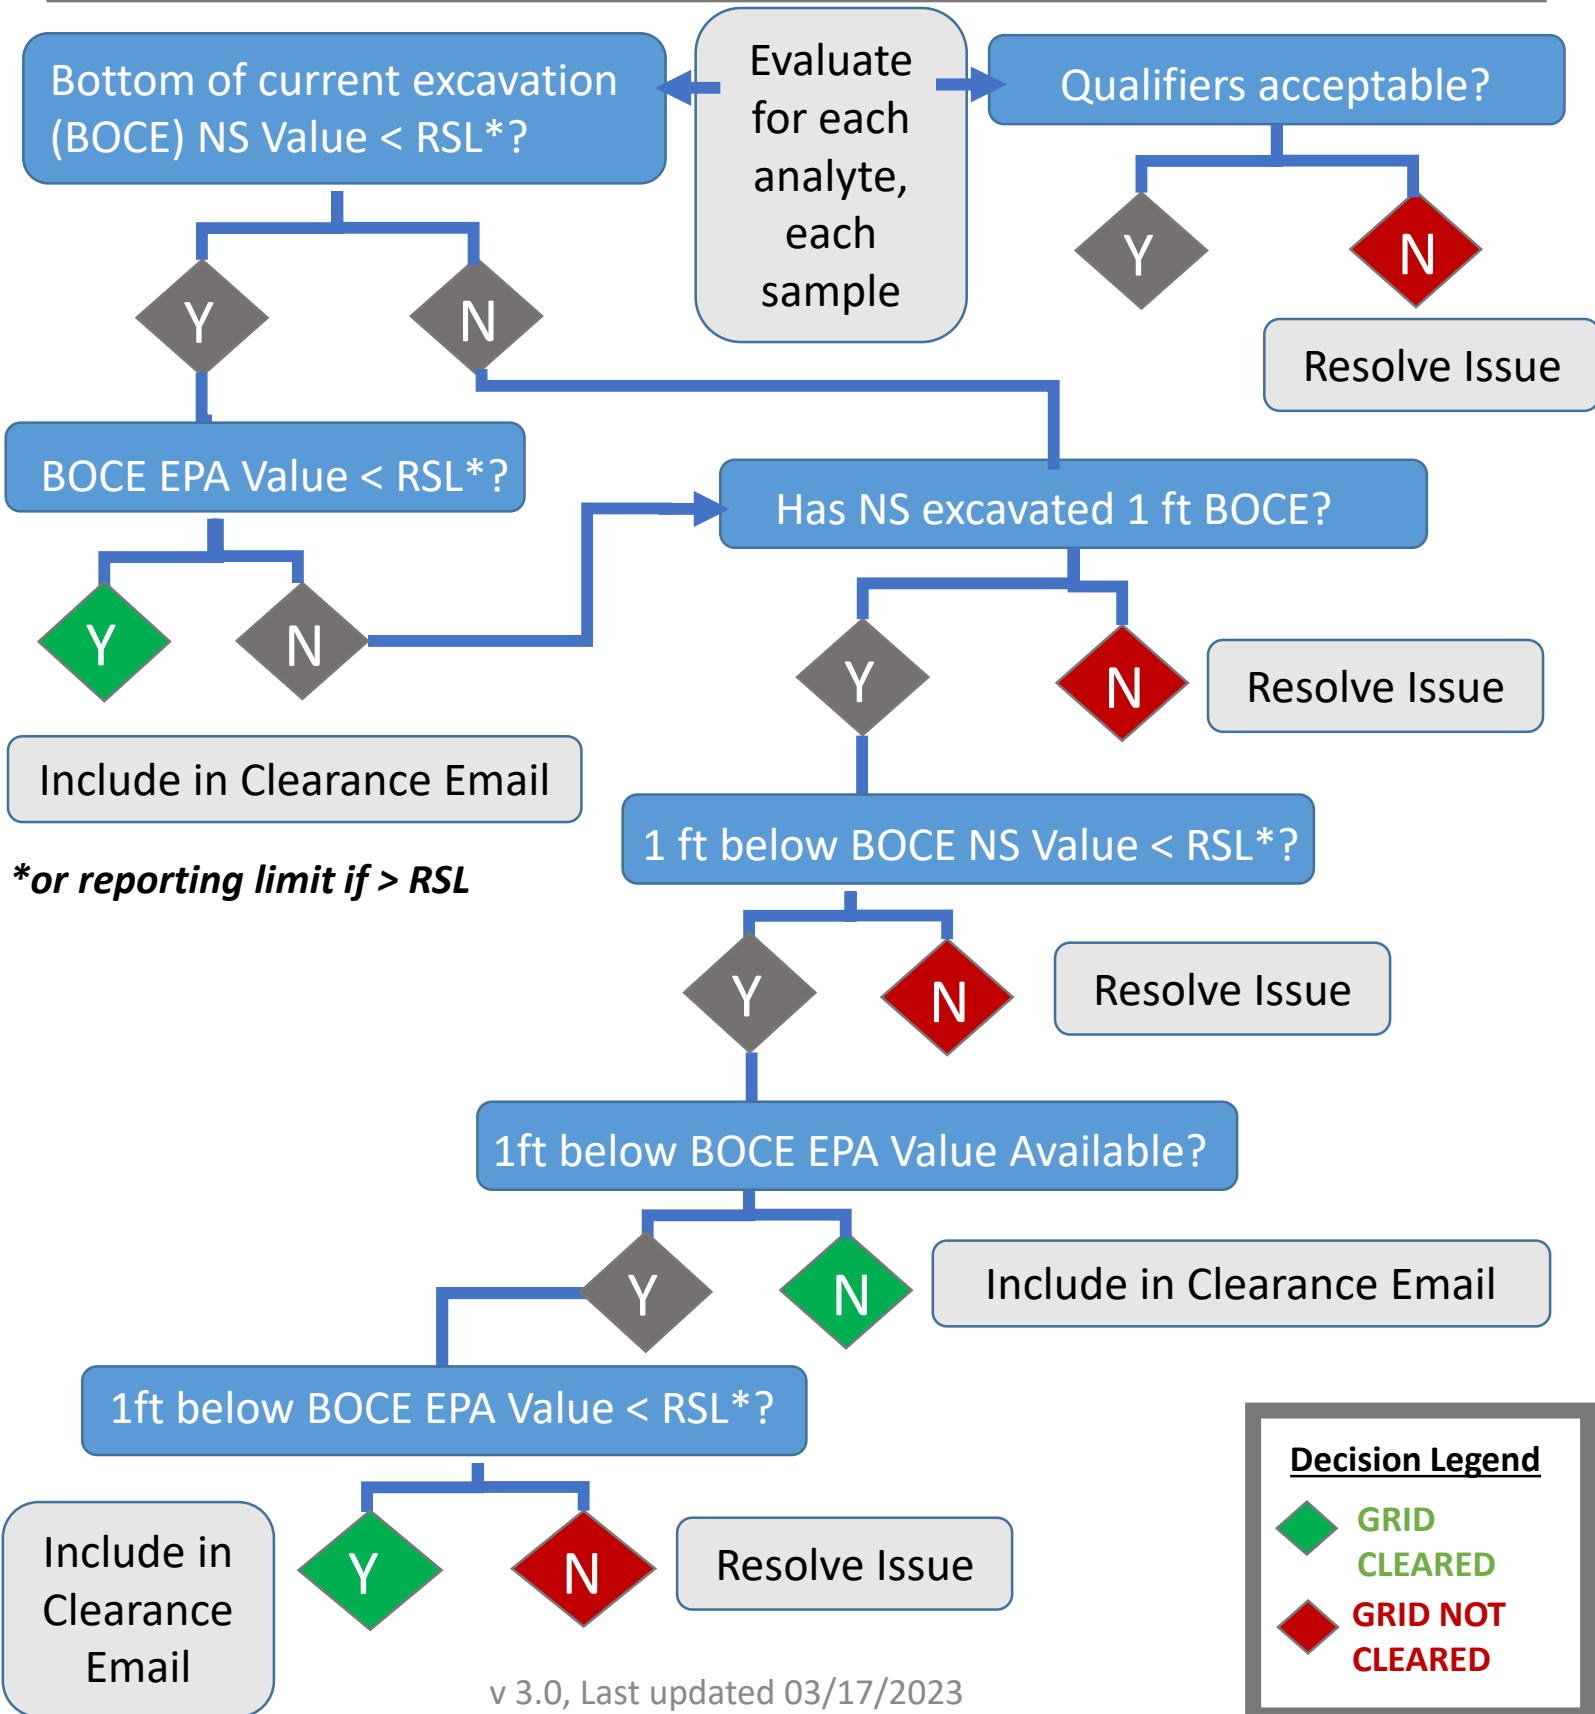 Bottom of current excavation
(BOCE) NS Value < RSL*?
Evaluate
for each
analyte,
each
sample
Qualifiers acceptable?
Y
N
Y
N
Resolve Issue
BOCE EPA Value < RSL*?
Has NS excavated 1 ft BOCE?
Y
N
Y
N
Resolve Issue
Include in Clearance Email
1 ft below BOCE NS Value < RSL*?
*or reporting limit if > RSL
Y
N
Resolve Issue
1ft below BOCE EPA Value Available?
Y
N
Include in Clearance Email
1ft below BOCE EPA Value < RSL*?
Include in
Clearance
Email
Y
N
Resolve Issue
Decision Legend
GRID
CLEARED
GRID NOT
CLEARED
v 3.0, Last updated 03/17/2023